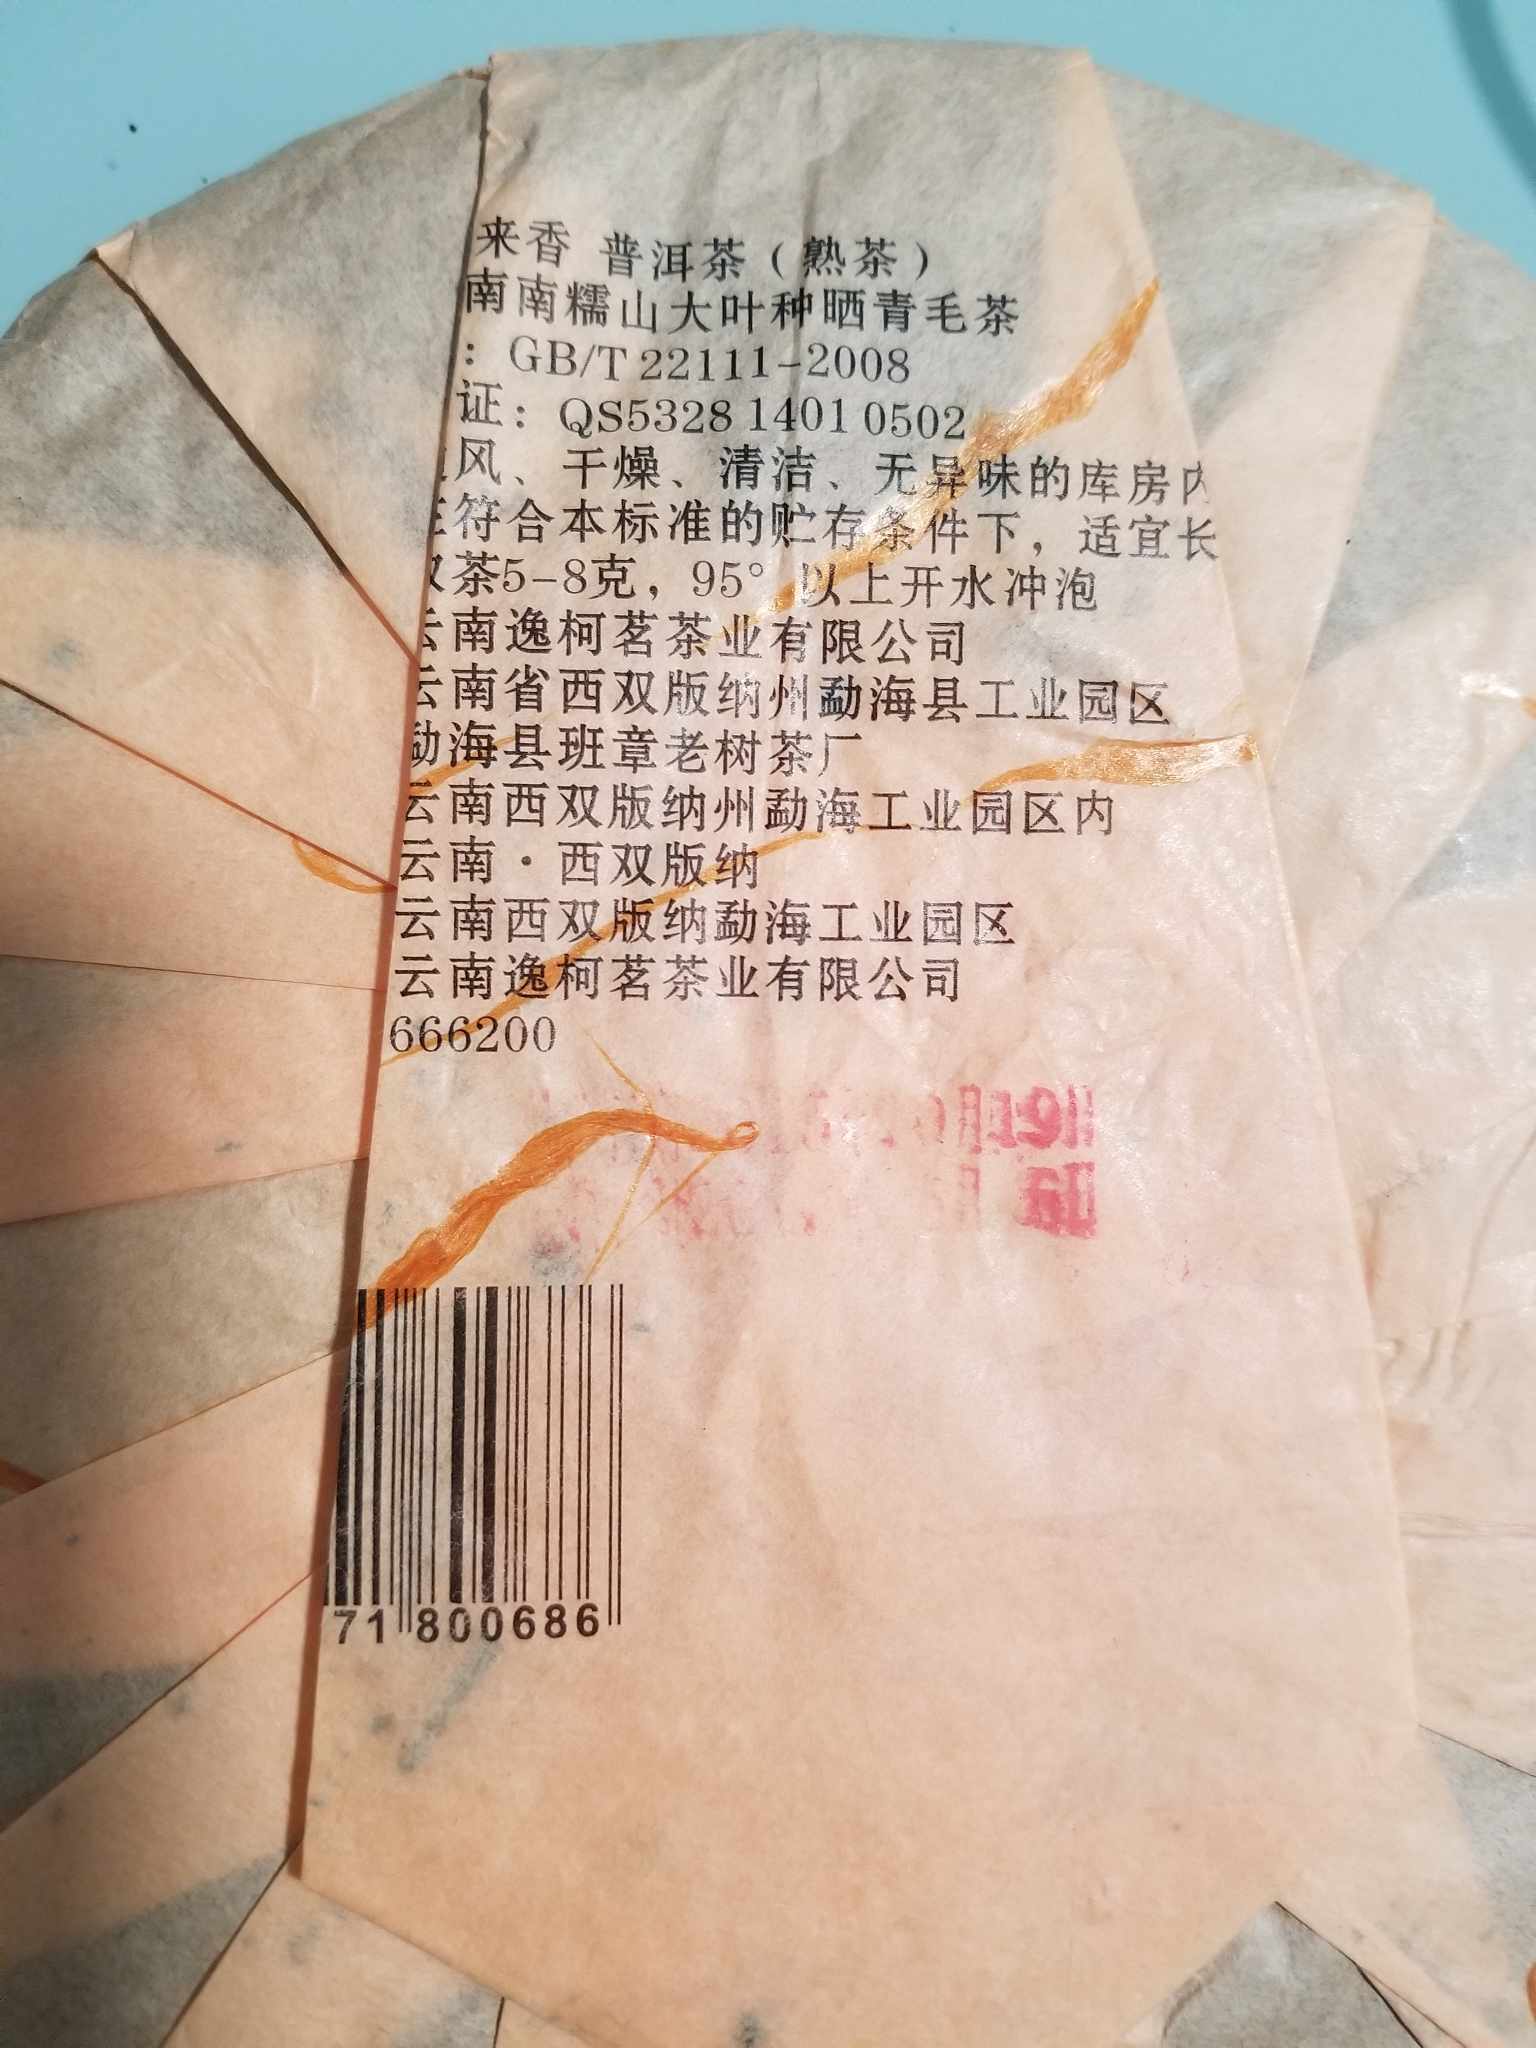 来香 普洱茶（熟茶）
南南糯山大叶种晒青毛茶
：GB/T 22111-2008
证：QS5328 1401 0502
风、干燥、清洁、无异味的库房内
符合本标准的贮存条件下，适宜长
茶5-8克，95°以上开水冲泡
云南逸柯茗茶业有限公司
云南省西双版纳州勐海县工业园区
勐海县班章老树茶厂
云南西双版纳州勐海工业园区内
云南·西双版纳
云南西双版纳勐海工业园区
云南逸柯茗茶业有限公司
666200
71 800686